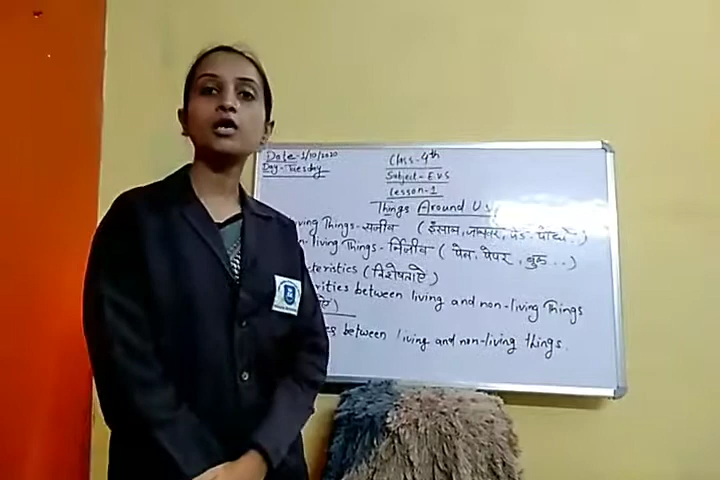 Date - 1/10/2020
Class - 4th
Day - Tuesday
Subject - E.V.S
Lesson - 1
Things Around U.s
iving Things - सजीव (इंसान, जानवर, पेड़ - पौधे..)
n-living Things - निर्जीव (पेन, पेपर, बुक...)
cteristics (विशेषताऐं)
rities between living and non-living Things
es between living and non-living things.